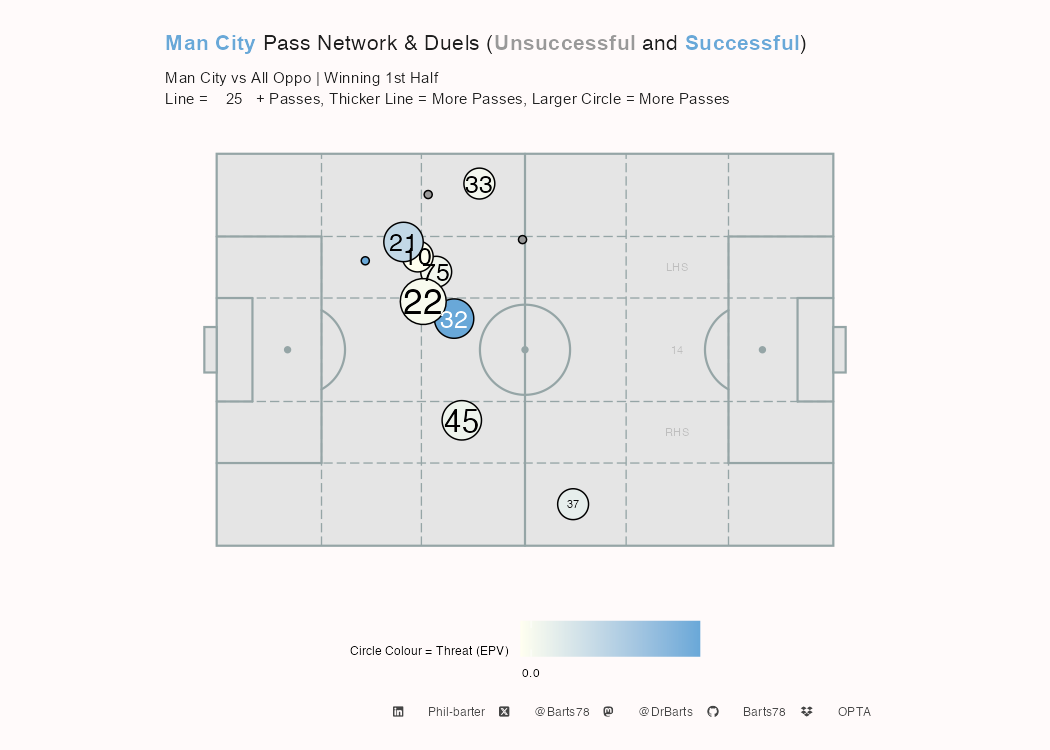 Man City Pass Network & Duels (Unsuccessful and Successful)
Man City vs All Oppo | Winning 1st Half
Line = 25 + Passes, Thicker Line = More Passes, Larger Circle = More Passes
33
21
10
75
LHS
22
32
14
45
RHS
37
Circle Colour = Threat (EPV)
0.0
Phil-barter @Barts78 @DrBarts Barts78 OPTA